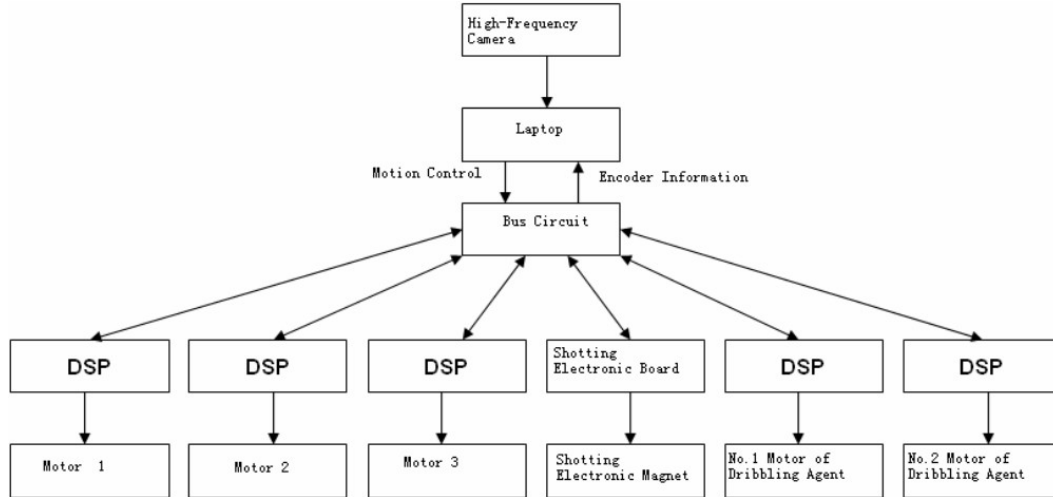 High-Frequency
Camera
Laptop
Motion Control
Encoder Information
Bus Circuit
DSP
DSP
DSP
Shotting
Electronic Board
DSP
DSP
Motor 1
Motor 2
Motor 3
Shotting
Electronic Magnet
No.1 Motor of
Dribbling Agent
No.2 Motor of
Dribbling Agent